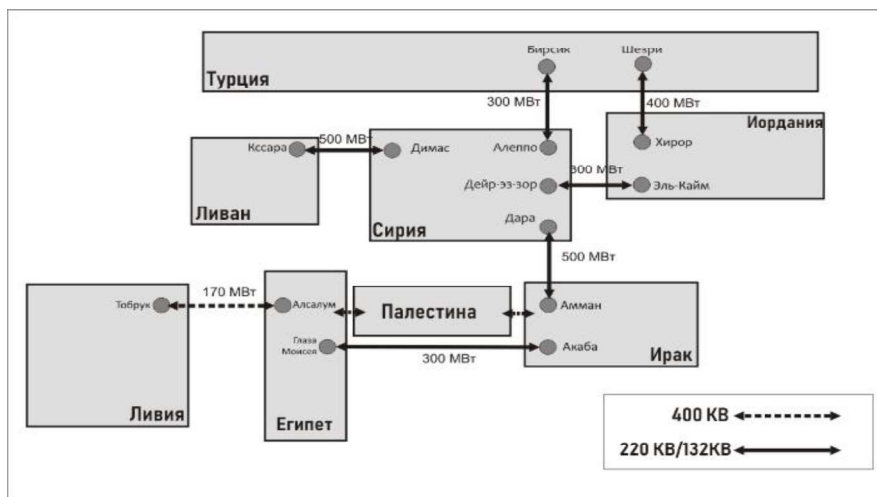 Бирсик
Шезри
Турция
300 МВт
400 МВт
Иордания
Кссара
500 МВт
Димас
Алеппо
Хирор
Дейр-эз-зор
300 МВт
Эль-Кайм
Ливан
Сирия
Дара
500 МВт
Тобрук
170 МВт
Алсалум
Палестина
Амман
Глаза
Моисея
300 МВт
Акаба
Ирак
Ливия
Египет
400 КВ
220 КВ/132КВ